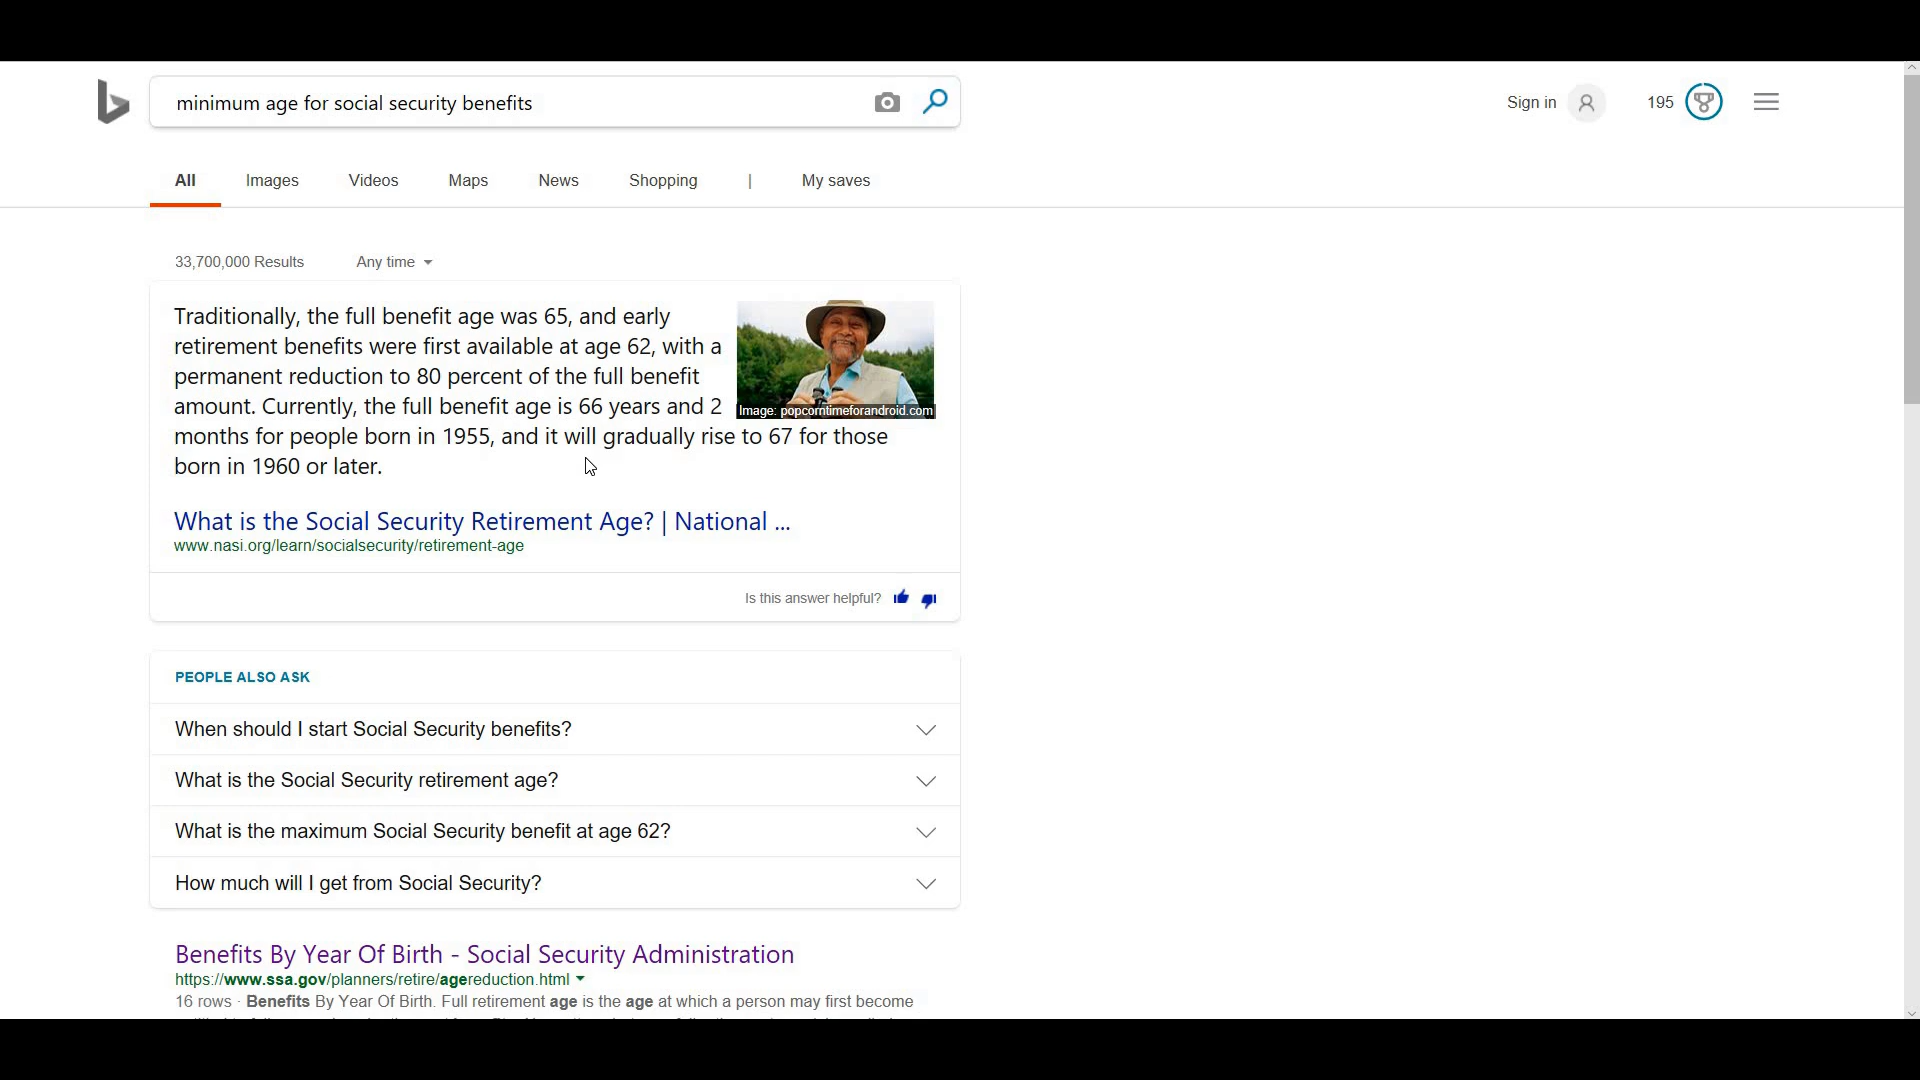 minimum age for social security benefits
Sign in
195
All
Images
Videos
Maps
News
Shopping
|
My saves
33,700,000 Results
Any time
Traditionally, the full benefit age was 65, and early
retirement benefits were first available at age 62, with a
permanent reduction to 80 percent of the full benefit
amount. Currently, the full benefit age is 66 years and 2
months for people born in 1955, and it will gradually rise to 67 for those
born in 1960 or later.
Image: popcorntimeforandroid.com
What is the Social Security Retirement Age? | National ...
www.nasi.org/learn/socialsecurity/retirement-age
Is this answer helpful?
PEOPLE ALSO ASK
When should I start Social Security benefits?
What is the Social Security retirement age?
What is the maximum Social Security benefit at age 62?
How much will I get from Social Security?
Benefits By Year Of Birth - Social Security Administration
https://www.ssa.gov/planners/retire/agereduction.html
16 rows · Benefits By Year Of Birth. Full retirement age is the age at which a person may first become